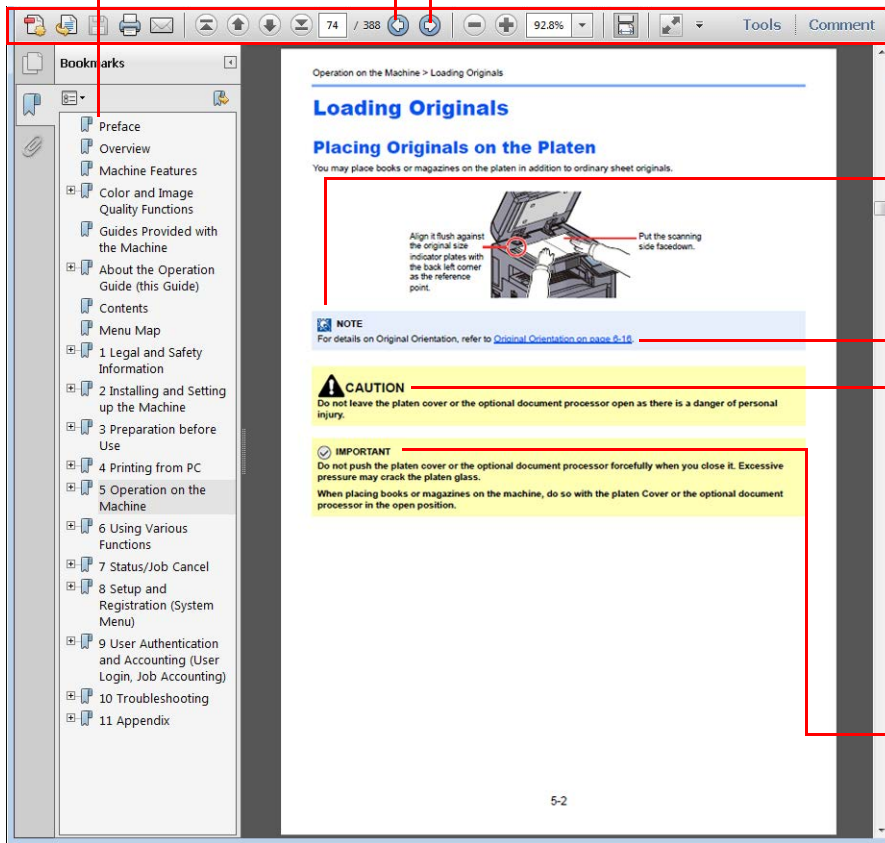 74 / 388 92.8% Tools Comment
Bookmarks
Preface
Overview
Machine Features
Color and Image
Quality Functions
Guides Provided with
the Machine
About the Operation
Guide (this Guide)
Contents
Menu Map
1 Legal and Safety
Information
2 Installing and Setting
up the Machine
3 Preparation before
Use
4 Printing from PC
5 Operation on the
Machine
6 Using Various
Functions
7 Status/Job Cancel
8 Setup and
Registration (System
Menu)
9 User Authentication
and Accounting (User
Login, Job Accounting)
10 Troubleshooting
11 Appendix
Operation on the Machine > Loading Originals
Loading Originals
Placing Originals on the Platen
You may place books or magazines on the platen in addition to ordinary sheet originals.
Align it flush against
the original size
indicator plates with
the back left corner
as the reference
point.
Put the scanning
side facedown.
NOTE
For details on Original Orientation, refer to Original Orientation on page 6-16.
CAUTION
Do not leave the platen cover or the optional document processor open as there is a danger of personal
injury.
IMPORTANT
Do not push the platen cover or the optional document processor forcefully when you close it. Excessive
pressure may crack the platen glass.
When placing books or magazines on the machine, do so with the platen Cover or the optional document
processor in the open position.
5-2